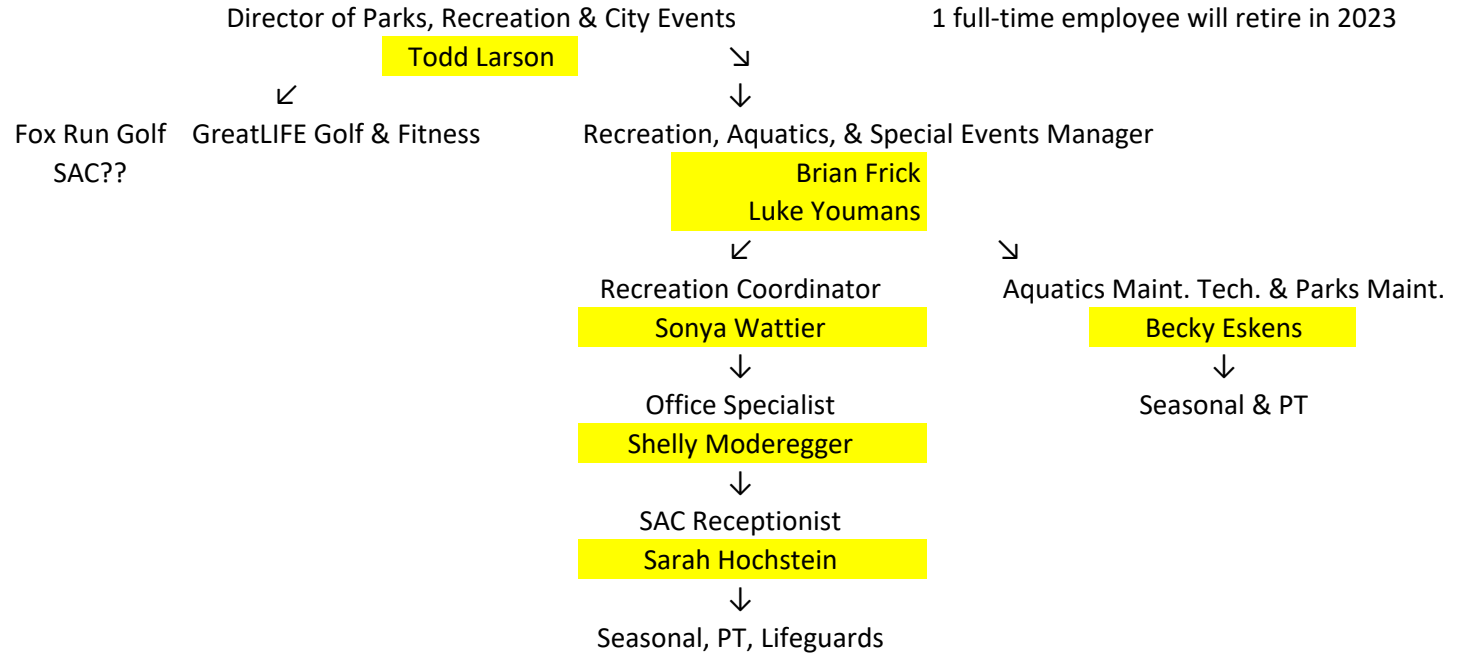 Director of Parks, Recreation & City Events 1 full-time employee will retire in 2023
Todd Larson ↘
↙ ↓
Fox Run Golf GreatLIFE Golf & Fitness Recreation, Aquatics, & Special Events Manager
SAC?? Brian Frick
Luke Youmans
↙ ↘
Recreation Coordinator Aquatics Maint. Tech. & Parks Maint.
Sonya Wattier Becky Eskens
↓ ↓
Office Specialist Seasonal & PT
Shelly Moderegger
↓
SAC Receptionist
Sarah Hochstein
↓
Seasonal, PT, Lifeguards